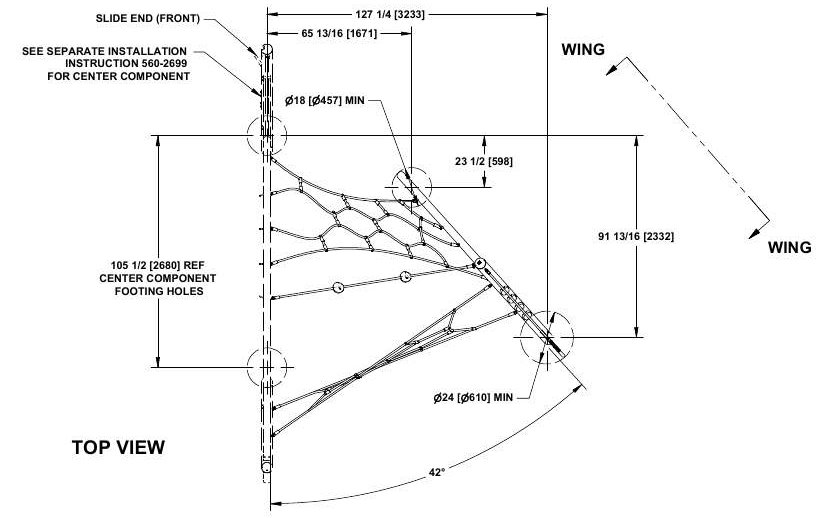 127 1/4 [3233]
SLIDE END (FRONT)
65 13/16 [1671]
SEE SEPARATE INSTALLATION
INSTRUCTION 560-2699
FOR CENTER COMPONENT
WING
Ø18 [Ø457] MIN
23 1/2 [598]
91 13/16 [2332]
WING
105 1/2 [2680] REF
CENTER COMPONENT
FOOTING HOLES
Ø24 [Ø610] MIN
TOP VIEW
42°